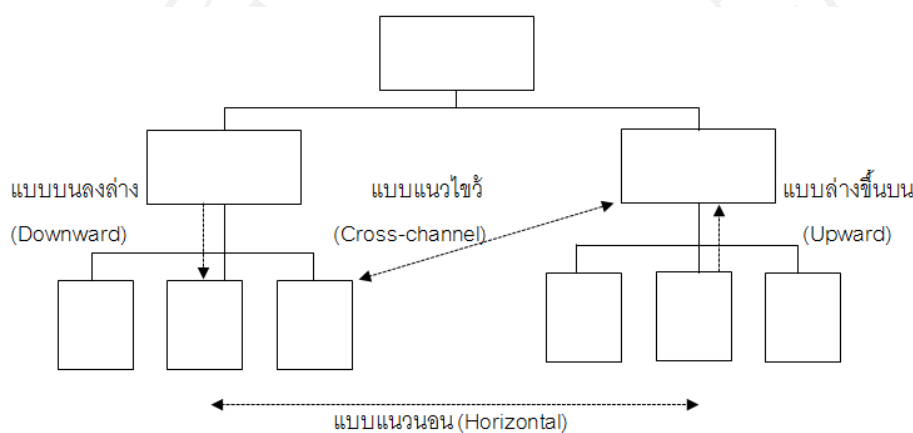 แบบบนลงล่าง
(Downward)
แบบแนวไขว้
(Cross-channel)
แบบล่างขึ้นบน
(Upward)
แบบแนวนอน (Horizontal)